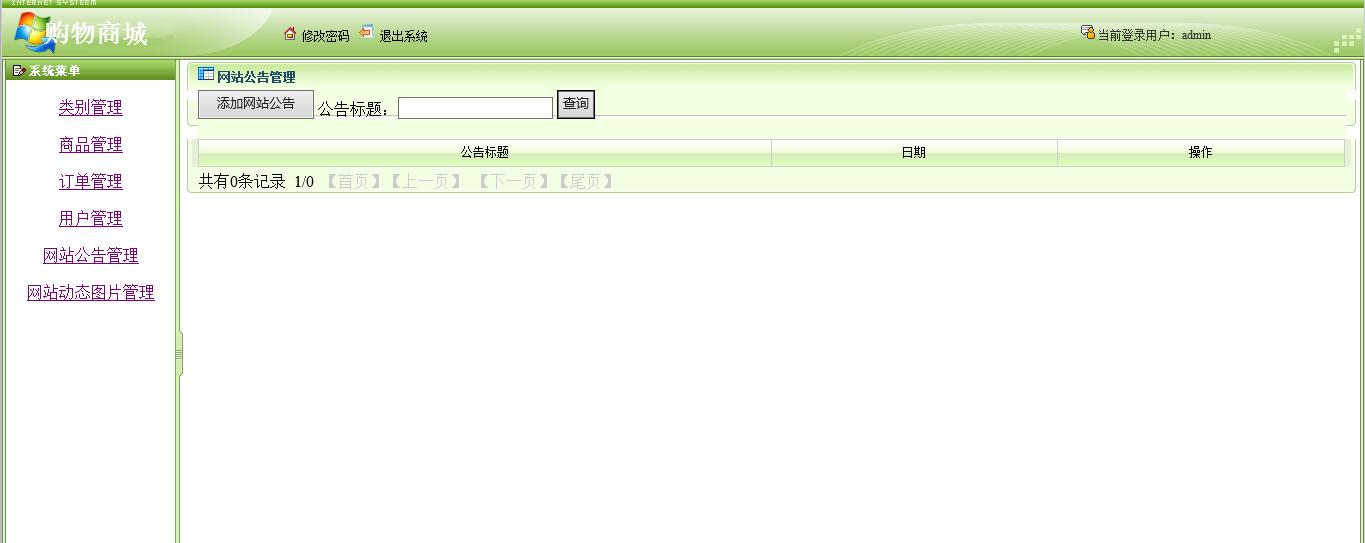 INTERNET SYSTEEM
购物商城
修改密码 退出系统
当前登录用户：admin
系统菜单
类别管理
商品管理
订单管理
用户管理
网站公告管理
网站动态图片管理
网站公告管理
添加网站公告 公告标题： 查询
公告标题 日期 操作
共有0条记录 1/0 【首页】【上一页】 【下一页】【尾页】